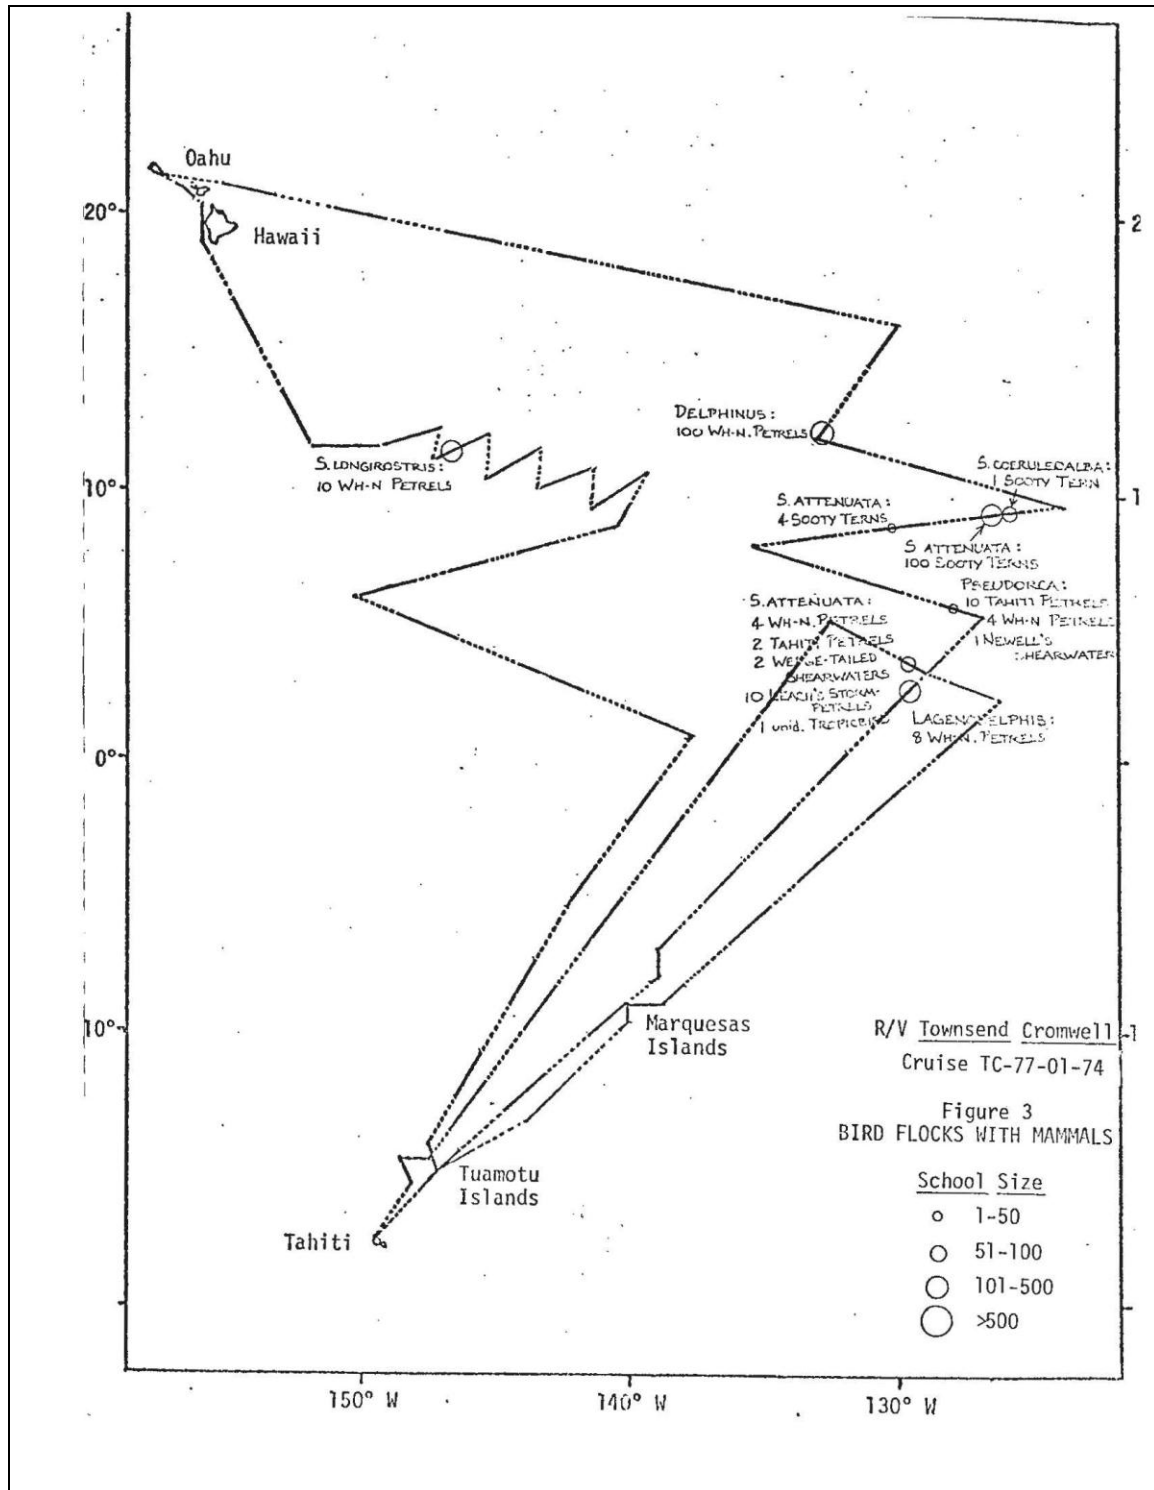 Oahu
20°
2
Hawaii
DELPHINUS:
100 WH-N. PETRELS
S. LONGIROSTRIS:
10 WH-N PETRELS
S. COERULEOALBA:
1 SOOTY TERN
10°
1
S. ATTENUATA:
4 SOOTY TERNS
S ATTENUATA:
100 SOOTY TERNS
PSEUDORCA:
10 TAHITI PETRELS
4 WH-N PETRELS
1 NEWELL'S
SHEARWATER
S. ATTENUATA:
4 WH-N. PETRELS
2 TAHITI PETRELS
2 WEDGE-TAILED
SHEARWATERS
10 LEACH'S STORM-
PETRELS
1 unid. TROPICBIRD
LAGENODELPHIS:
8 WH-N. PETRELS
0°
Marquesas
Islands
10°
1
R/V Townsend Cromwell
Cruise TC-77-01-74
Figure 3
BIRD FLOCKS WITH MAMMALS
Tuamotu
Islands
Tahiti
School Size
1-50
51-100
101-500
>500
150° W
140° W
130° W